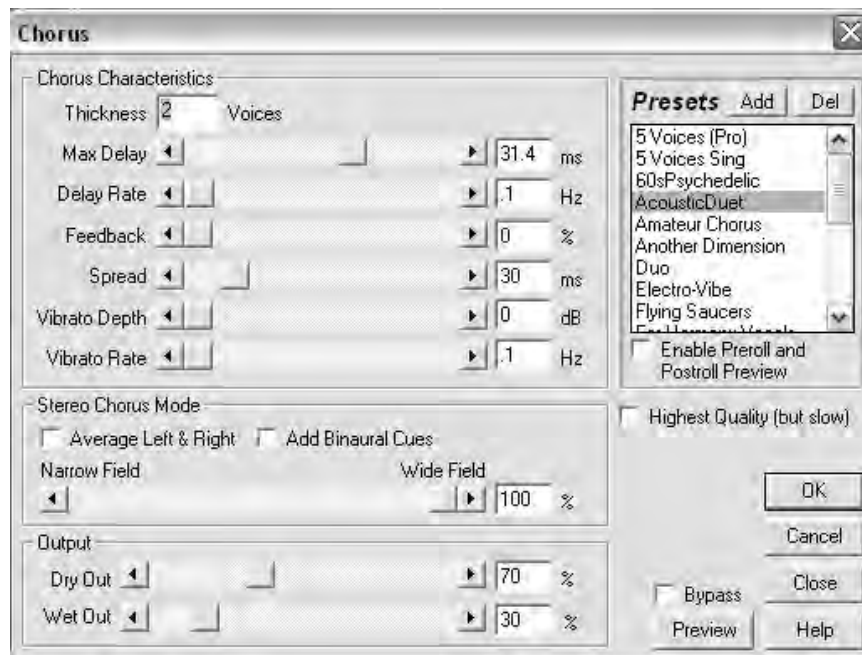 Chorus
Chorus Characteristics
Thickness 2 Voices
Max Delay 31.4 ms
Delay Rate .1 Hz
Feedback 0 %
Spread 30 ms
Vibrato Depth 0 dB
Vibrato Rate .1 Hz
Stereo Chorus Mode
Average Left & Right Add Binaural Cues
Narrow Field Wide Field
100 %
Output
Dry Out 70 %
Wet Out 30 %
Presets Add Del
5 Voices (Pro)
5 Voices Sing
60sPsychedelic
AcousticDuet
Amateur Chorus
Another Dimension
Duo
Electro-Vibe
Flying Saucers
Enable Preroll and
Postroll Preview
Highest Quality (but slow)
OK
Cancel
Close
Bypass
Preview
Help